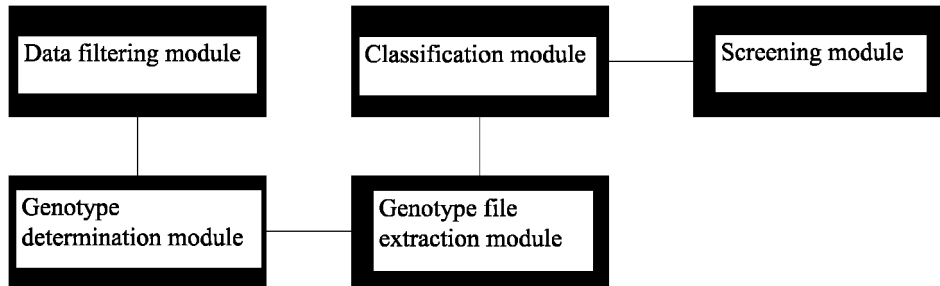 Data filtering module
Classification module
Screening module
Genotype
determination module
Genotype file
extraction module